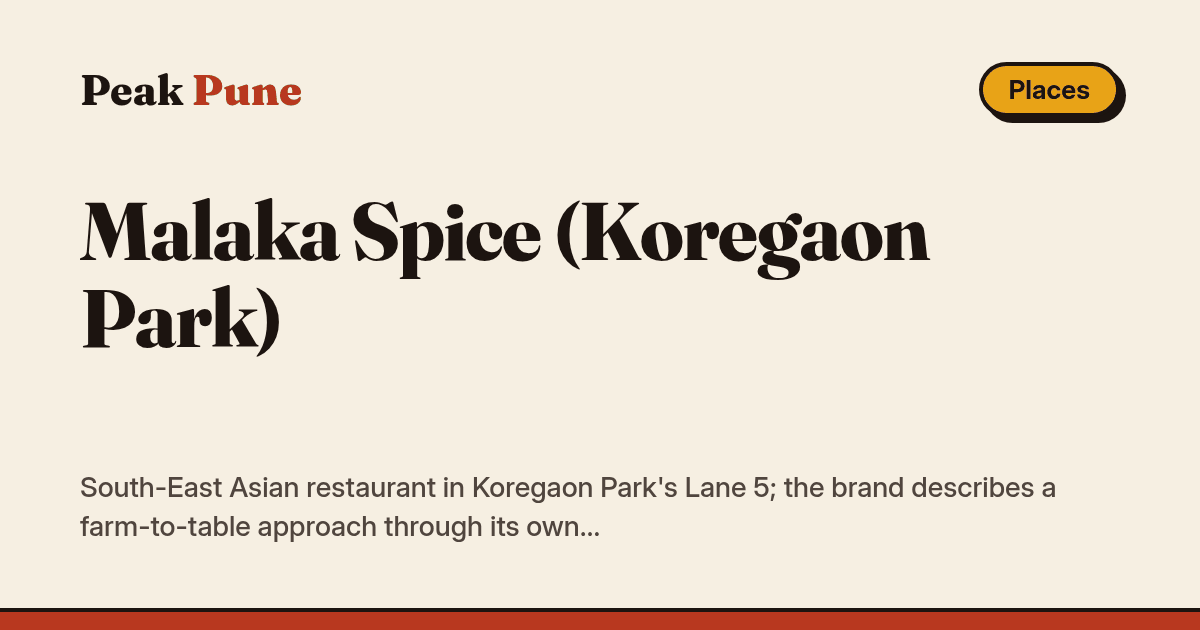 Peak Pune
Places
Malaka Spice (Koregaon
Park)
South-East Asian restaurant in Koregaon Park's Lane 5; the brand describes a
farm-to-table approach through its own...